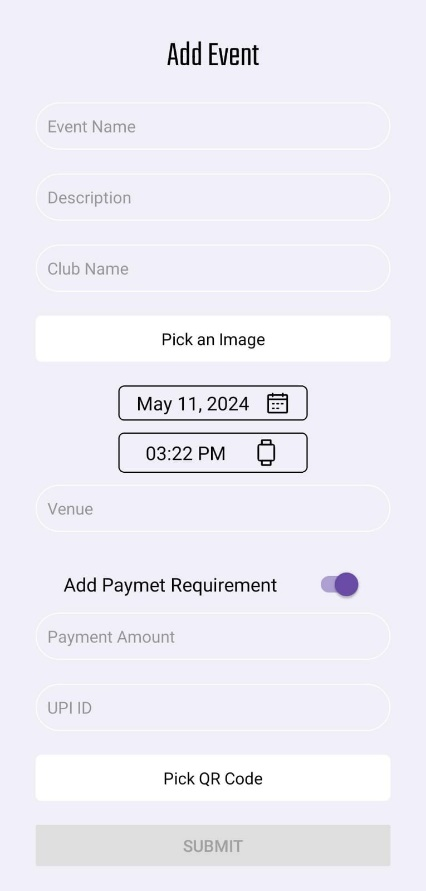 Add Event
Event Name
Description
Club Name
Pick an Image
May 11, 2024
03:22 PM
Venue
Add Paymet Requirement
Payment Amount
UPI ID
Pick QR Code
SUBMIT